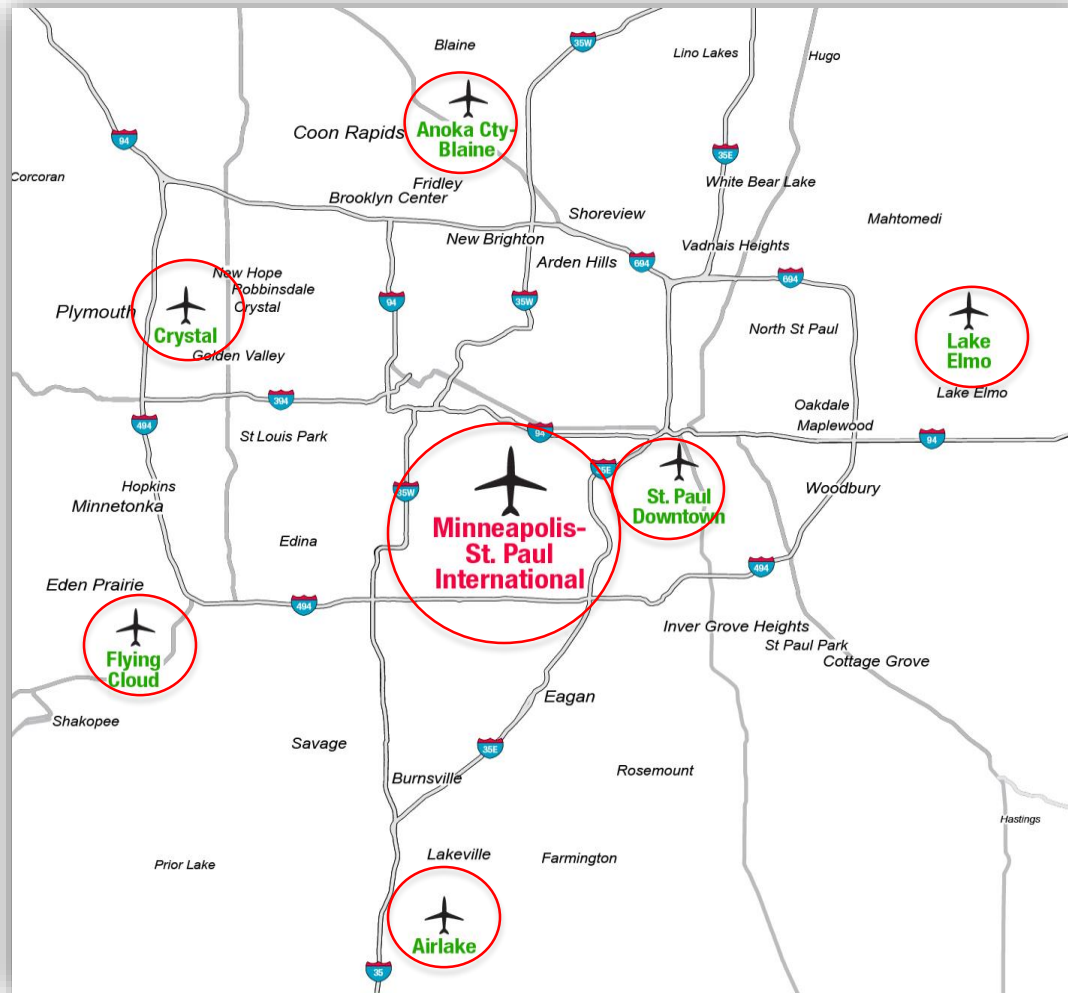 Blaine
35W
Lino Lakes
Hugo
Anoka Cty-
Blaine
Coon Rapids
94
35E
Corcoran
Fridley
Brooklyn Center
White Bear Lake
Shoreview
Mahtomedi
New Brighton
Vadnais Heights
Arden Hills
694
694
New Hope
Robbinsdale
Crystal
Plymouth
Crystal
94
35W
North St Paul
Lake
Elmo
Golden Valley
Lake Elmo
394
Oakdale
Maplewood
494
St Louis Park
94
94
35E
Hopkins
Minnetonka
35W
St. Paul
Downtown
Woodbury
Minneapolis-
St. Paul
International
Edina
494
Eden Prairie
494
Inver Grove Heights
St Paul Park
Cottage Grove
Flying
Cloud
Eagan
Shakopee
Savage
35E
Burnsville
Rosemount
Hastings
Prior Lake
Lakeville
Farmington
Airlake
35